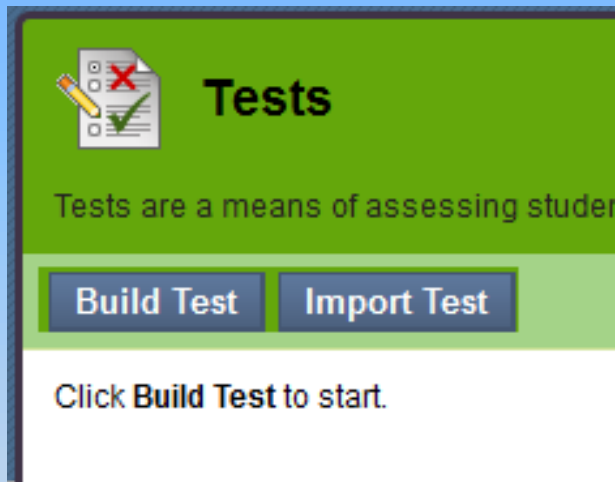 Tests
Tests are a means of assessing
Build Test Import Test
Click Build Test to start.